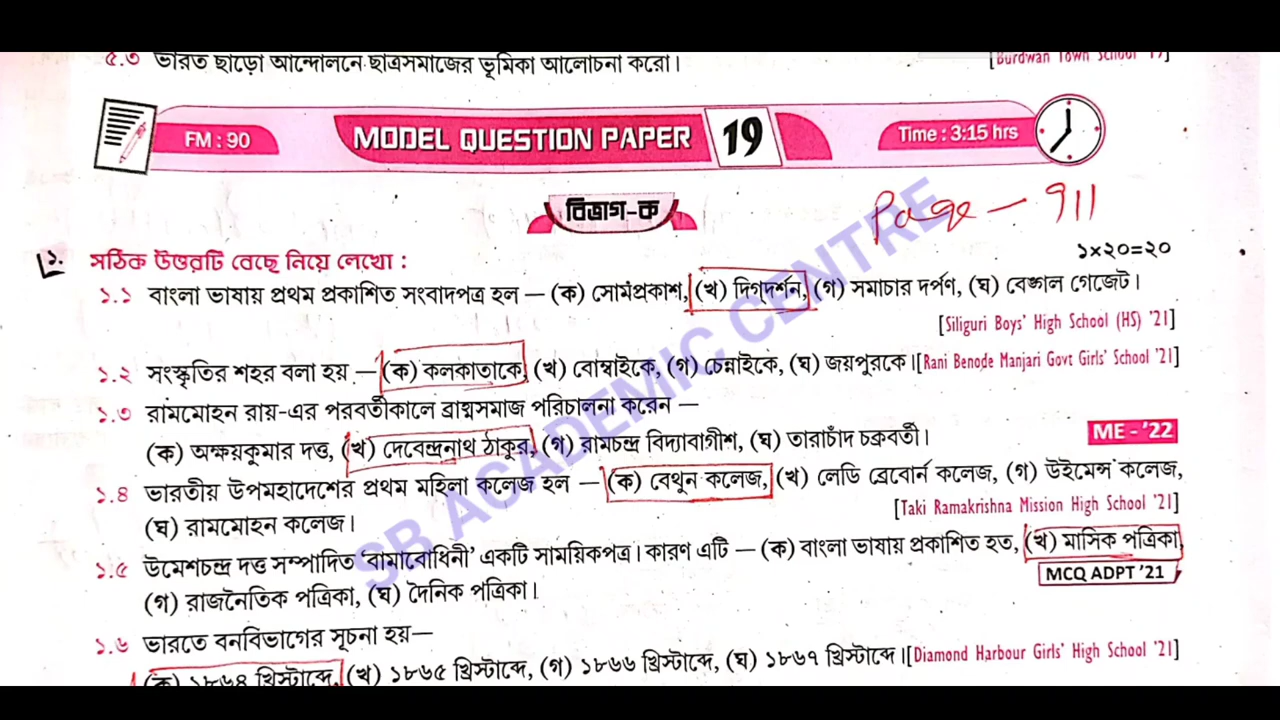 ৫.৩ ভারত ছাড়ো আন্দোলনে ছাত্রসমাজের ভূমিকা আলোচনা করো। [Burdwan Town School '19]
FM : 90 MODEL QUESTION PAPER 19 Time : 3:15 hrs
বিভাগ-ক
Page - 911
১. সঠিক উত্তরটি বেছে নিয়ে লেখো : ১×২০=২০
১.১ বাংলা ভাষায় প্রথম প্রকাশিত সংবাদপত্র হল — (ক) সোমপ্রকাশ, (খ) দিগ্‌দর্শন, (গ) সমাচার দর্পণ, (ঘ) বেঙ্গল গেজেট।
[Siliguri Boys' High School (HS) '21]
১.২ সংস্কৃতির শহর বলা হয় — (ক) কলকাতাকে, (খ) বোম্বাইকে, (গ) চেন্নাইকে, (ঘ) জয়পুরকে। [Rani Benode Manjari Govt Girls' School '21]
১.৩ রামমোহন রায়-এর পরবর্তীকালে ব্রাহ্মসমাজ পরিচালনা করেন —
(ক) অক্ষয়কুমার দত্ত, (খ) দেবেন্দ্রনাথ ঠাকুর, (গ) রামচন্দ্র বিদ্যাবাগীশ, (ঘ) তারাচাঁদ চক্রবর্তী। ME - '22
১.৪ ভারতীয় উপমহাদেশের প্রথম মহিলা কলেজ হল — (ক) বেথুন কলেজ, (খ) লেডি ব্রেবোর্ন কলেজ, (গ) উইমেন্স কলেজ,
(ঘ) রামমোহন কলেজ। [Taki Ramakrishna Mission High School '21]
১.৫ উমেশচন্দ্র দত্ত সম্পাদিত 'বামাবোধিনী' একটি সাময়িকপত্র। কারণ এটি — (ক) বাংলা ভাষায় প্রকাশিত হত, (খ) মাসিক পত্রিকা,
(গ) রাজনৈতিক পত্রিকা, (ঘ) দৈনিক পত্রিকা। MCQ ADPT '21
১.৬ ভারতে বনবিভাগের সূচনা হয়—
(ক) ১৮৬৪ খ্রিস্টাব্দে, (খ) ১৮৬৫ খ্রিস্টাব্দে, (গ) ১৮৬৬ খ্রিস্টাব্দে, (ঘ) ১৮৬৭ খ্রিস্টাব্দে। [Diamond Harbour Girls' High School '21]
SB ACADEMIC CENTRE